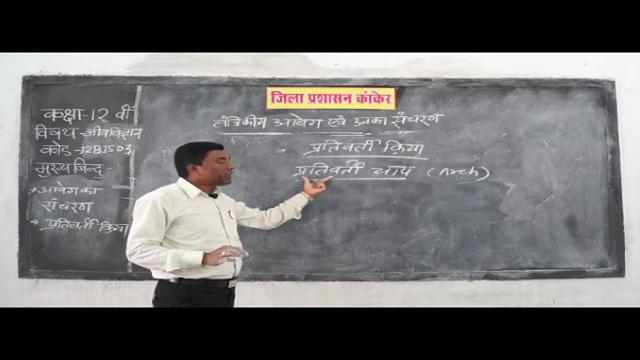 जिला प्रशासन कांकेर
कक्षा-12 वीं
विषय-जीवविज्ञान
कोड-12BIS03
मुख्य बिन्दु-
→ आवेग का
संचरण
→ प्रतिवर्ती क्रिया
तंत्रिकीय आवेग एवं उसका संचरण
- प्रतिवर्ती क्रिया
प्रतिवर्ती चाप (Arch)